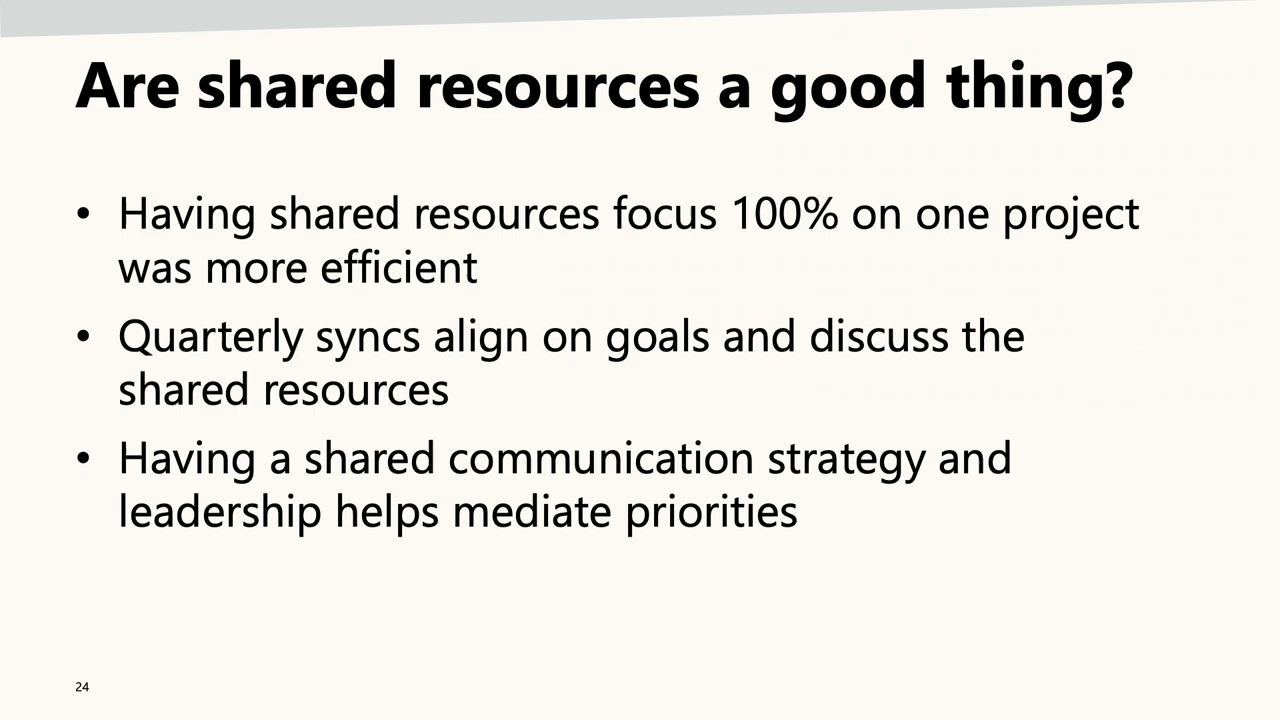 Are shared resources a good thing?
• Having shared resources focus 100% on one project
was more efficient
• Quarterly syncs align on goals and discuss the
shared resources
• Having a shared communication strategy and
leadership helps mediate priorities
24